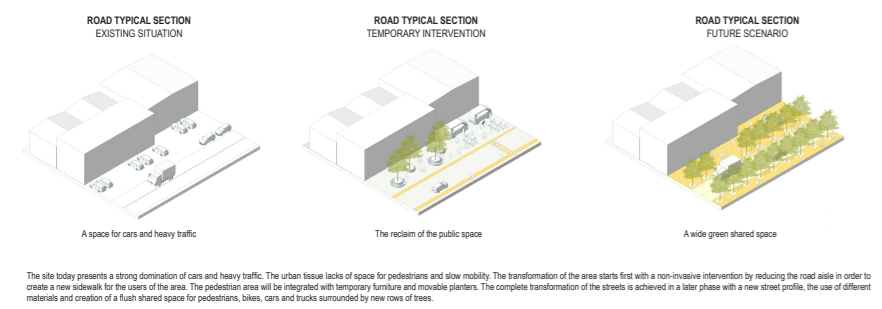 ROAD TYPICAL SECTION
EXISTING SITUATION
ROAD TYPICAL SECTION
TEMPORARY INTERVENTION
ROAD TYPICAL SECTION
FUTURE SCENARIO
A space for cars and heavy traffic
The reclaim of the public space
A wide green shared space
The site today presents a strong domination of cars and heavy traffic. The urban tissue lacks of space for pedestrians and slow mobility. The transformation of the area starts first with a non-invasive intervention by reducing the road aisle in order to
create a new sidewalk for the users of the area. The pedestrian area will be integrated with temporary furniture and movable planters. The complete transformation of the streets is achieved in a later phase with a new street profile, the use of different
materials and creation of a flush shared space for pedestrians, bikes, cars and trucks surrounded by new rows of trees.